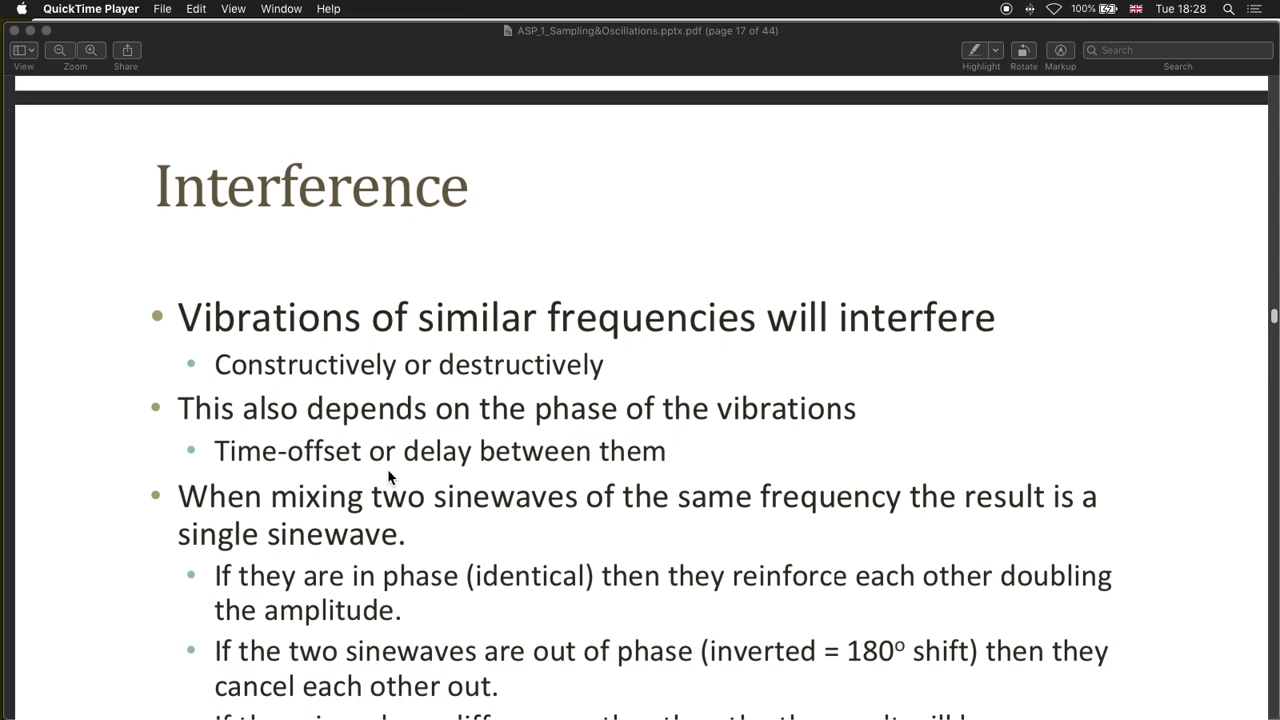 QuickTime Player File Edit View Window Help 100% Tue 18:28
ASP_1_Sampling&Oscillations.pptx.pdf (page 17 of 44)
View Zoom Share Highlight Rotate Markup Search
Search
Interference
• Vibrations of similar frequencies will interfere
• Constructively or destructively
• This also depends on the phase of the vibrations
• Time-offset or delay between them
• When mixing two sinewaves of the same frequency the result is a
single sinewave.
• If they are in phase (identical) then they reinforce each other doubling
the amplitude.
• If the two sinewaves are out of phase (inverted = 180º shift) then they
cancel each other out.